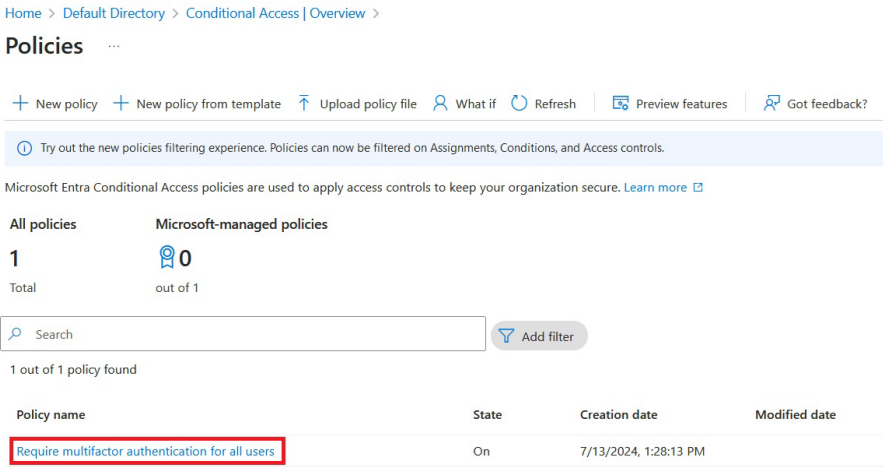 Home > Default Directory > Conditional Access | Overview >
Policies ...
New policy New policy from template Upload policy file What if Refresh Preview features Got feedback?
Try out the new policies filtering experience. Policies can now be filtered on Assignments, Conditions, and Access controls.
Microsoft Entra Conditional Access policies are used to apply access controls to keep your organization secure. Learn more
All policies Microsoft-managed policies
1 0
Total out of 1
Search Add filter
1 out of 1 policy found
Policy name State Creation date Modified date
Require multifactor authentication for all users On 7/13/2024, 1:28:13 PM